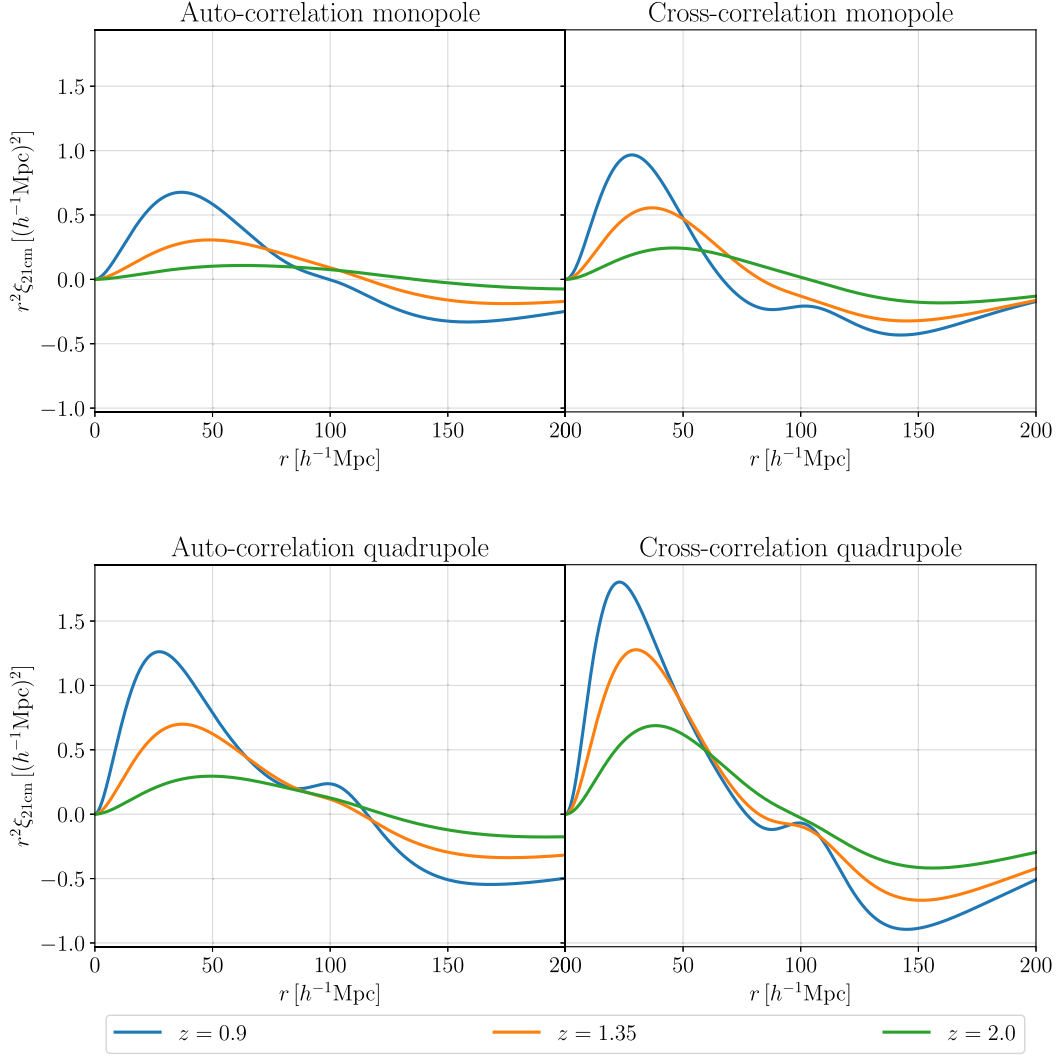 Auto-correlation monopole
Cross-correlation monopole
r²ξ₂₁cm [(h⁻¹Mpc)²]
1.5
1.0
0.5
0.0
−0.5
−1.0
0 50 100 150 200
0 50 100 150 200
r [h⁻¹Mpc]
r [h⁻¹Mpc]
Auto-correlation quadrupole
Cross-correlation quadrupole
r²ξ₂₁cm [(h⁻¹Mpc)²]
1.5
1.0
0.5
0.0
−0.5
−1.0
0 50 100 150 200
0 50 100 150 200
r [h⁻¹Mpc]
r [h⁻¹Mpc]
z = 0.9 z = 1.35 z = 2.0